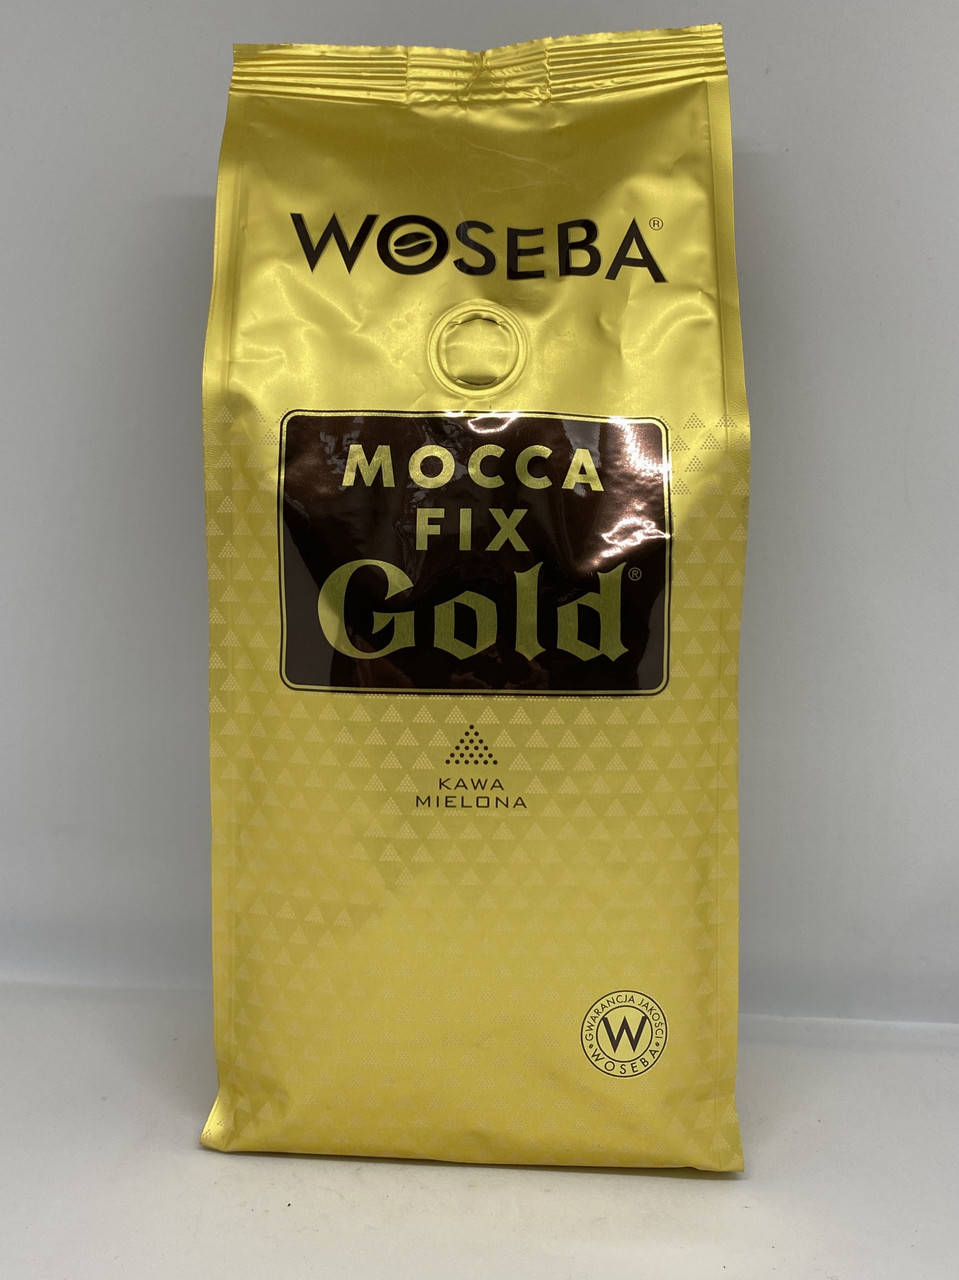 WOSEBA®
MOCCA
FIX
Gold®
KAWA
MIELONA
GWARANCJA JAKOŚCI
W
WOSEBA